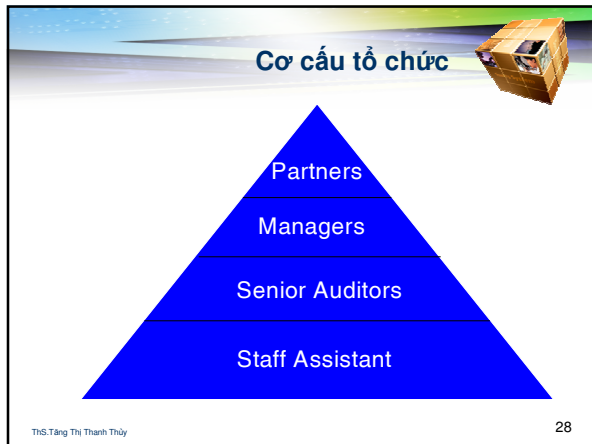 Cơ cấu tổ chức
Partners
Managers
Senior Auditors
Staff Assistant
ThS.Tăng Thị Thanh Thủy
28